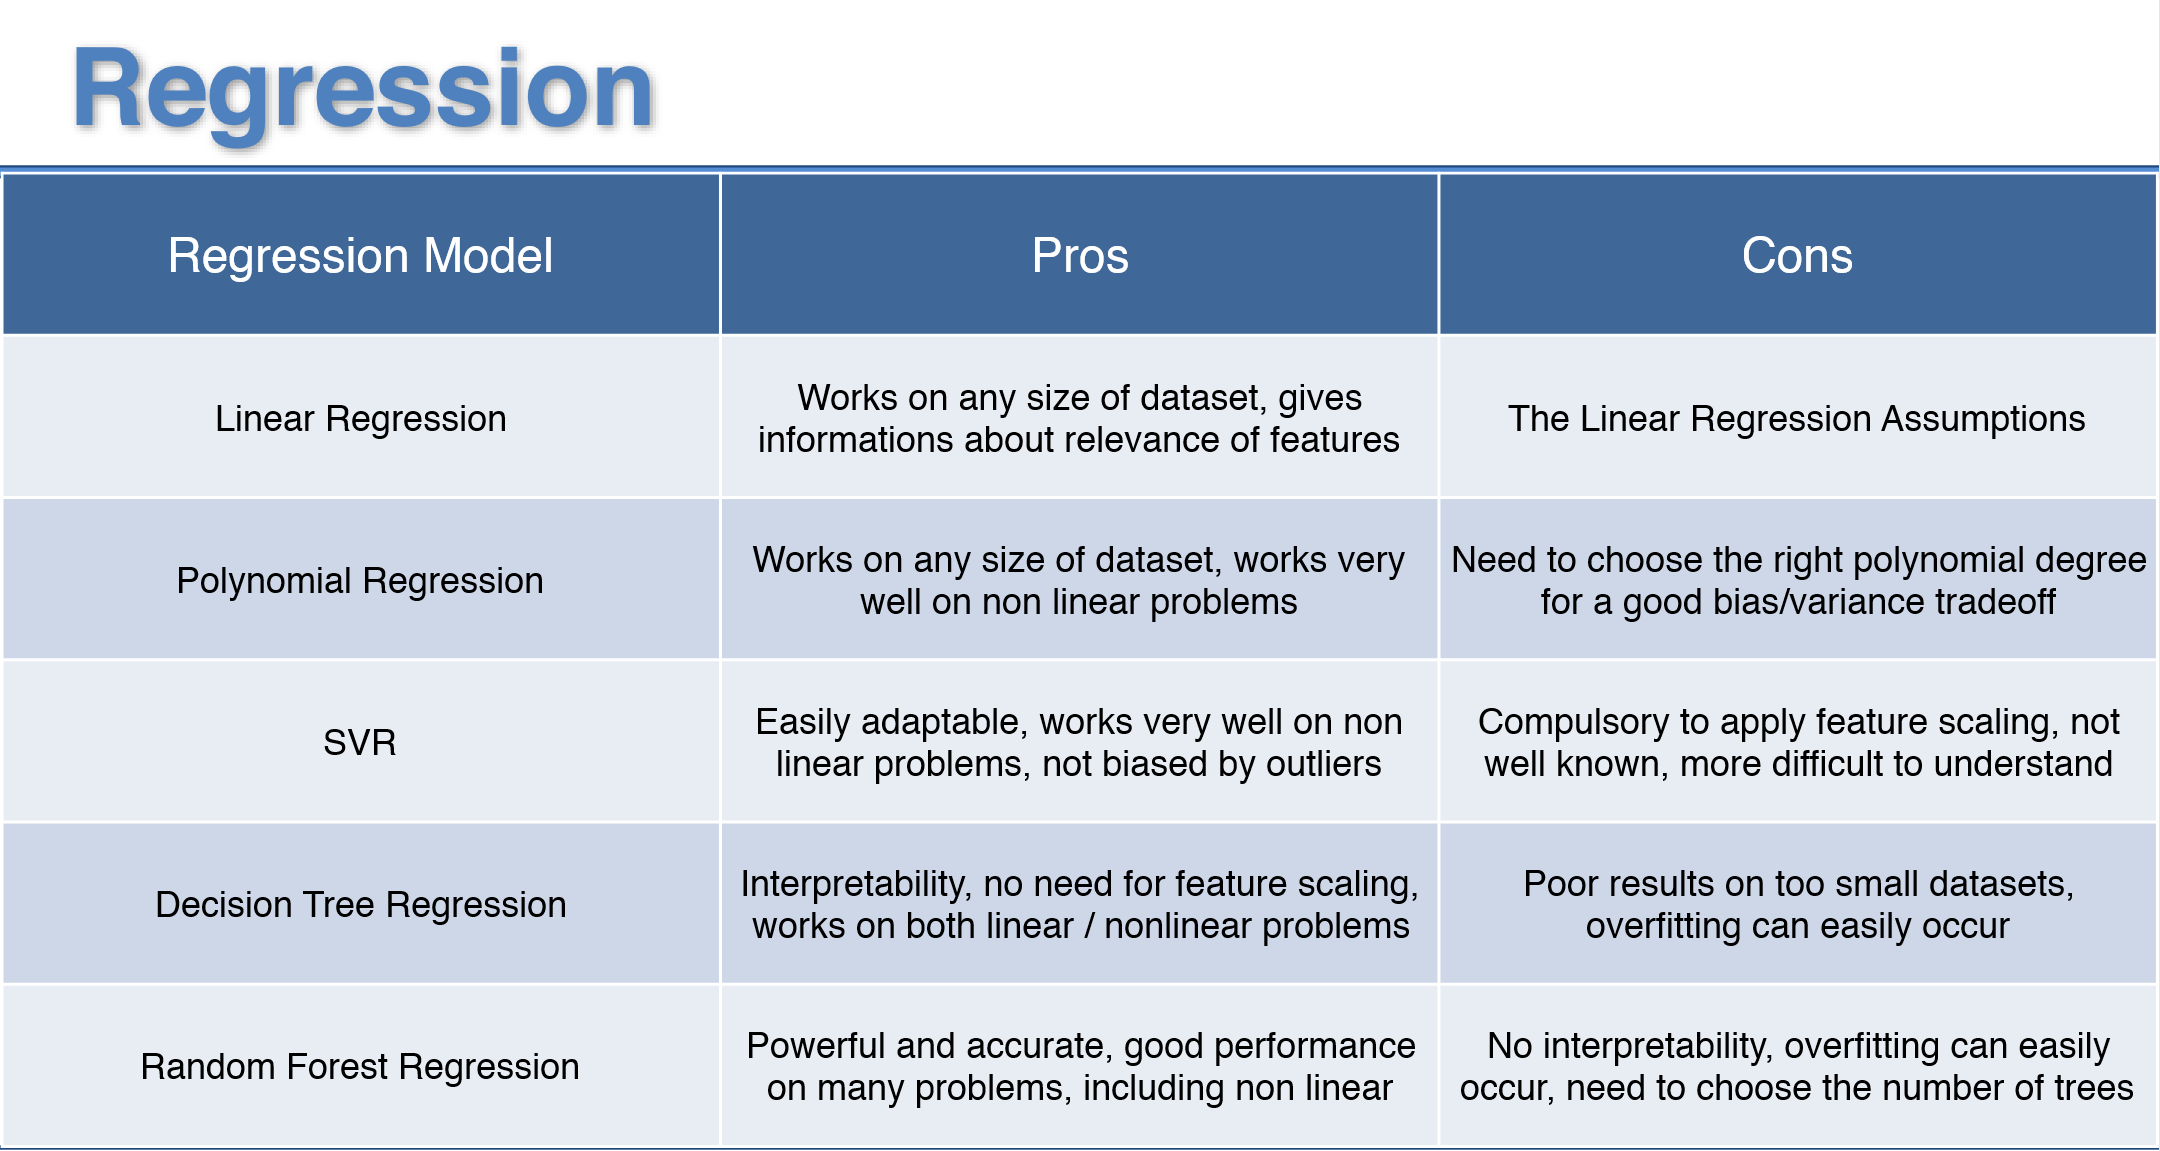 Regression
Regression Model
Pros
Cons
Linear Regression
Works on any size of dataset, gives
informations about relevance of features
The Linear Regression Assumptions
Polynomial Regression
Works on any size of dataset, works very
well on non linear problems
Need to choose the right polynomial degree
for a good bias/variance tradeoff
SVR
Easily adaptable, works very well on non
linear problems, not biased by outliers
Compulsory to apply feature scaling, not
well known, more difficult to understand
Decision Tree Regression
Interpretability, no need for feature scaling,
works on both linear / nonlinear problems
Poor results on too small datasets,
overfitting can easily occur
Random Forest Regression
Powerful and accurate, good performance
on many problems, including non linear
No interpretability, overfitting can easily
occur, need to choose the number of trees